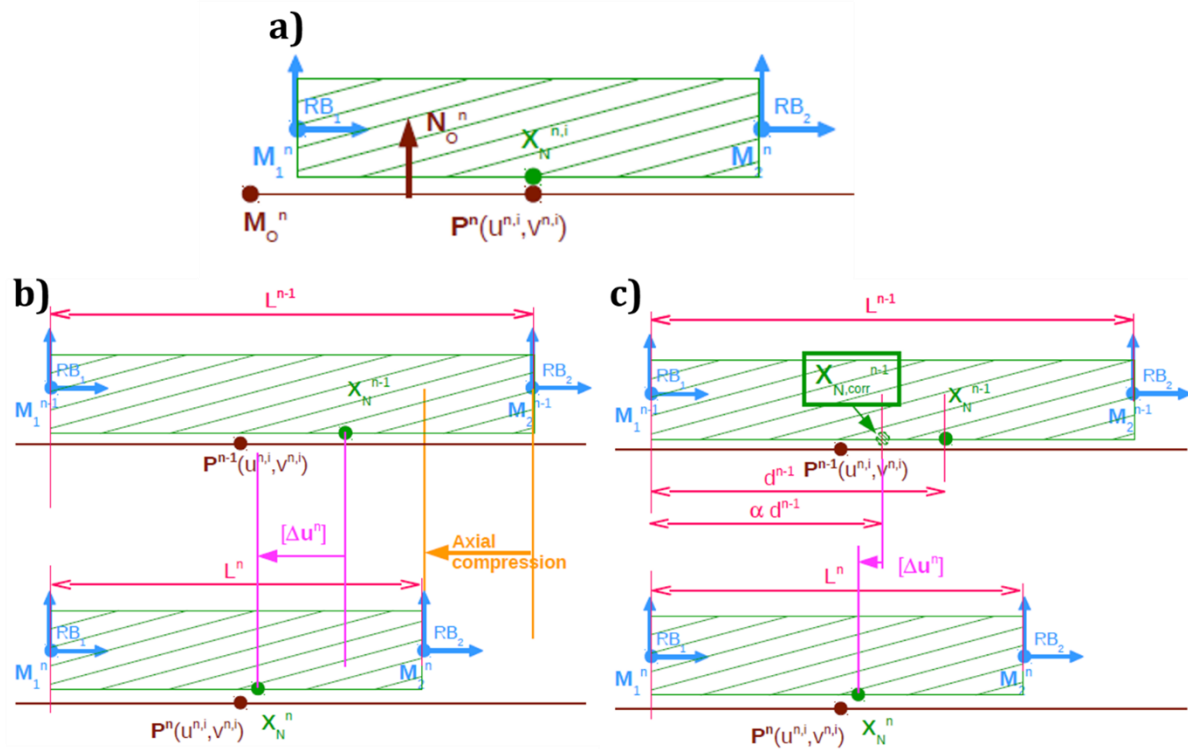 a)
RB₁
RB₂
N_O^n
X_N^{n,i}
M₁^n
M₂^n
M_O^n
P^n(u^{n,i},v^{n,i})
b)
L^{n-1}
RB₁
RB₂
X_N^{n-1}
M₁^{n-1}
M₂^{n-1}
P^{n-1}(u^{n,i},v^{n,i})
[Δu^n]
Axial
compression
L^n
RB₁
RB₂
M₁^n
M₂^n
P^n(u^{n,i},v^{n,i})
X_N^n
c)
L^{n-1}
RB₁
RB₂
X_{N,corr}^{n-1}
X_N^{n-1}
M₁^{n-1}
M₂^{n-1}
P^{n-1}(u^{n,i},v^{n,i})
d^{n-1}
α d^{n-1}
[Δu^n]
L^n
RB₁
RB₂
M₁^n
M₂^n
P^n(u^{n,i},v^{n,i})
X_N^n